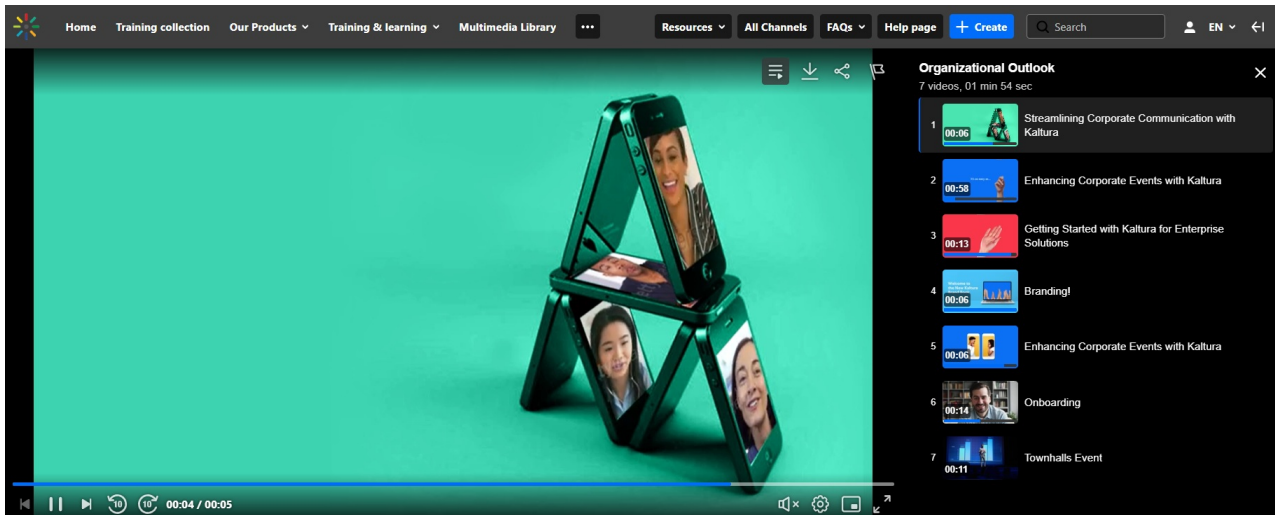 Home Training collection Our Products Training & learning Multimedia Library ••• Resources All Channels FAQs Help page + Create Search EN
Organizational Outlook
7 videos, 01 min 54 sec
1
00:06
Streamlining Corporate Communication with
Kaltura
2
00:58
Enhancing Corporate Events with Kaltura
3
00:13
Getting Started with Kaltura for Enterprise
Solutions
4
Welcome to
00:06
Branding!
5
00:06
Enhancing Corporate Events with Kaltura
6
00:14
Onboarding
7
00:11
Townhalls Event
10 10 00:04 / 00:05